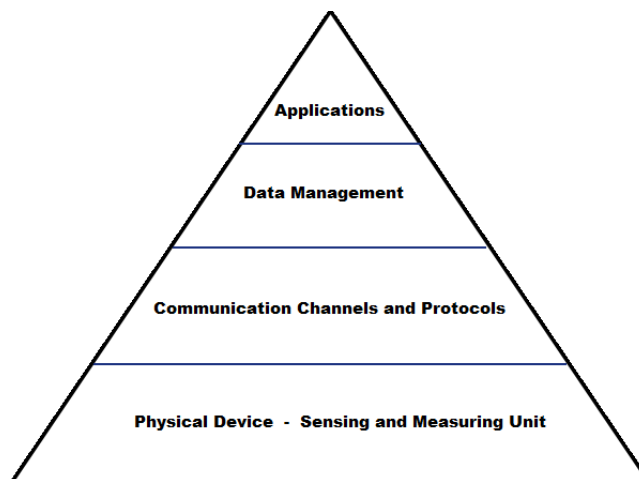 Applications
Data Management
Communication Channels and Protocols
Physical Device - Sensing and Measuring Unit